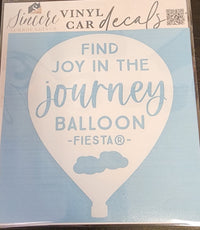 Sincere
VINYL
CAR decals
FIND
JOY IN THE
journey
BALLOON
-FIESTA®-